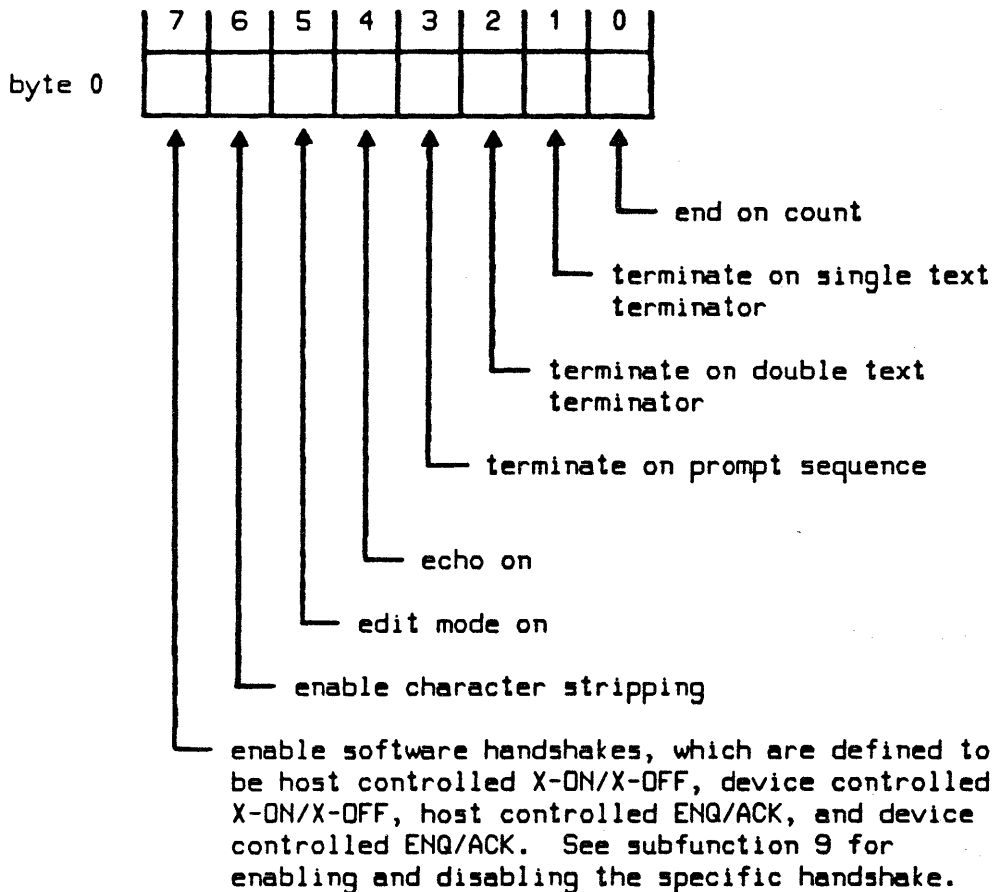 7 6 5 4 3 2 1 0
byte 0
end on count
terminate on single text
terminator
terminate on double text
terminator
terminate on prompt sequence
echo on
edit mode on
enable character stripping
enable software handshakes, which are defined to
be host controlled X-ON/X-OFF, device controlled
X-ON/X-OFF, host controlled ENQ/ACK, and device
controlled ENQ/ACK. See subfunction 9 for
enabling and disabling the specific handshake.